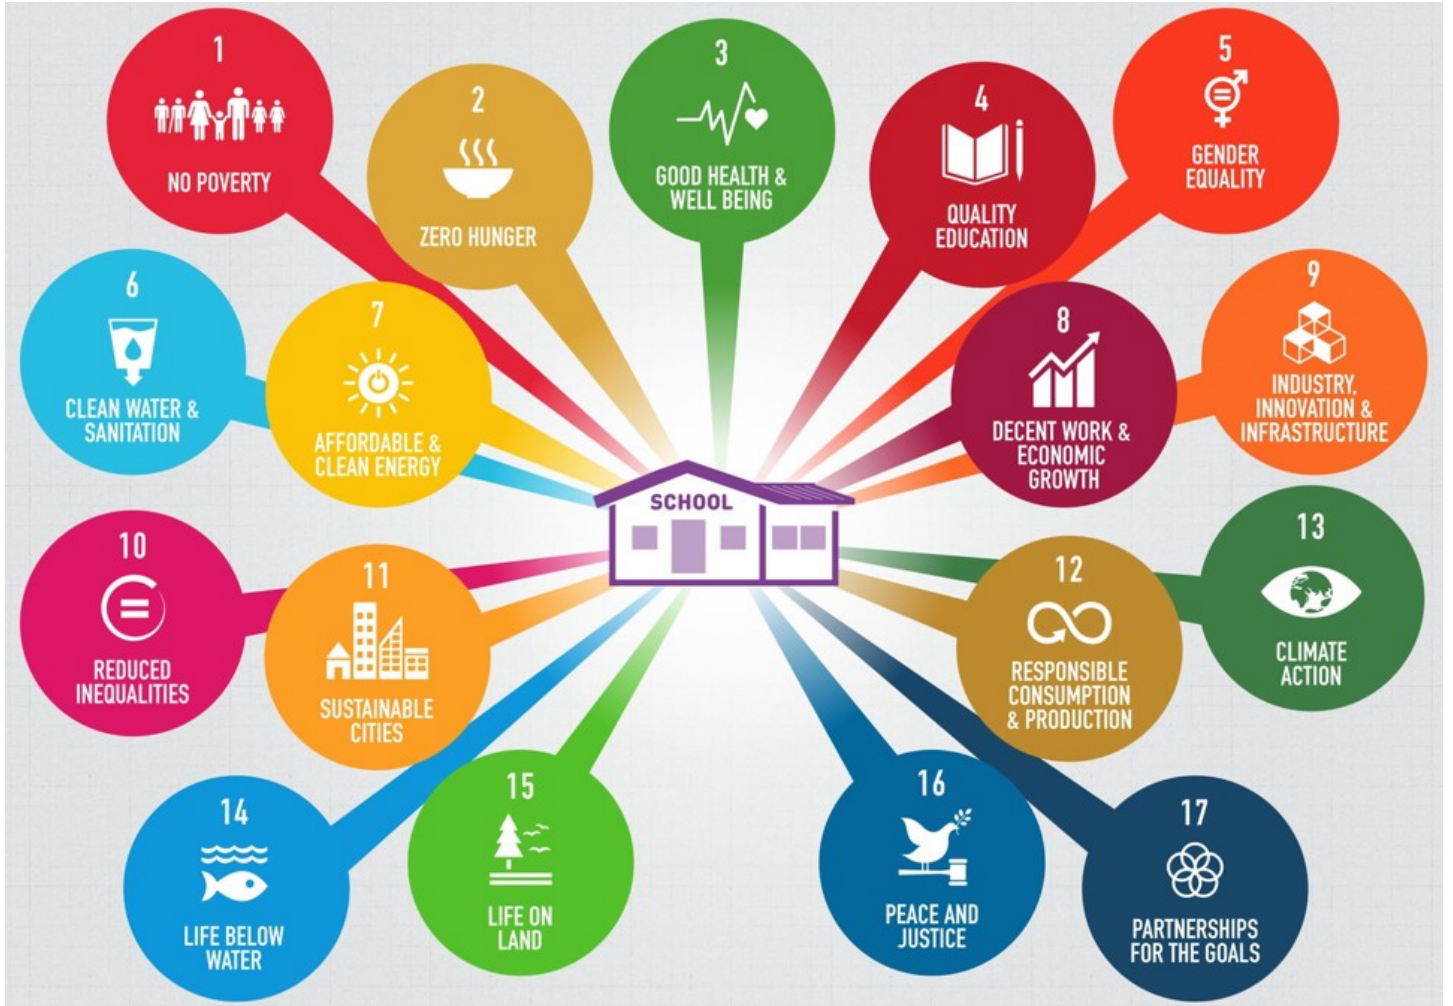 1
NO POVERTY
2
ZERO HUNGER
3
GOOD HEALTH &
WELL BEING
4
QUALITY
EDUCATION
5
GENDER
EQUALITY
6
CLEAN WATER &
SANITATION
7
AFFORDABLE &
CLEAN ENERGY
8
DECENT WORK &
ECONOMIC
GROWTH
9
INDUSTRY,
INNOVATION &
INFRASTRUCTURE
SCHOOL
10
REDUCED
INEQUALITIES
11
SUSTAINABLE
CITIES
12
RESPONSIBLE
CONSUMPTION
& PRODUCTION
13
CLIMATE
ACTION
14
LIFE BELOW
WATER
15
LIFE ON
LAND
16
PEACE AND
JUSTICE
17
PARTNERSHIPS
FOR THE GOALS